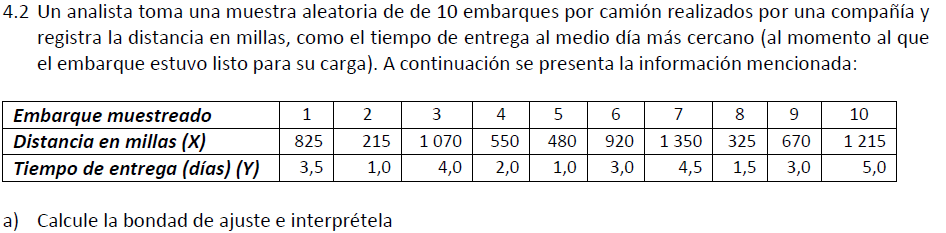 4.2 Un analista toma una muestra aleatoria de de 10 embarques por camión realizados por una compañía y
registra la distancia en millas, como el tiempo de entrega al medio día más cercano (al momento al que
el embarque estuvo listo para su carga). A continuación se presenta la información mencionada:
Embarque muestreado 1 2 3 4 5 6 7 8 9 10
Distancia en millas (X) 825 215 1 070 550 480 920 1 350 325 670 1 215
Tiempo de entrega (días) (Y) 3,5 1,0 4,0 2,0 1,0 3,0 4,5 1,5 3,0 5,0
a) Calcule la bondad de ajuste e interprétela